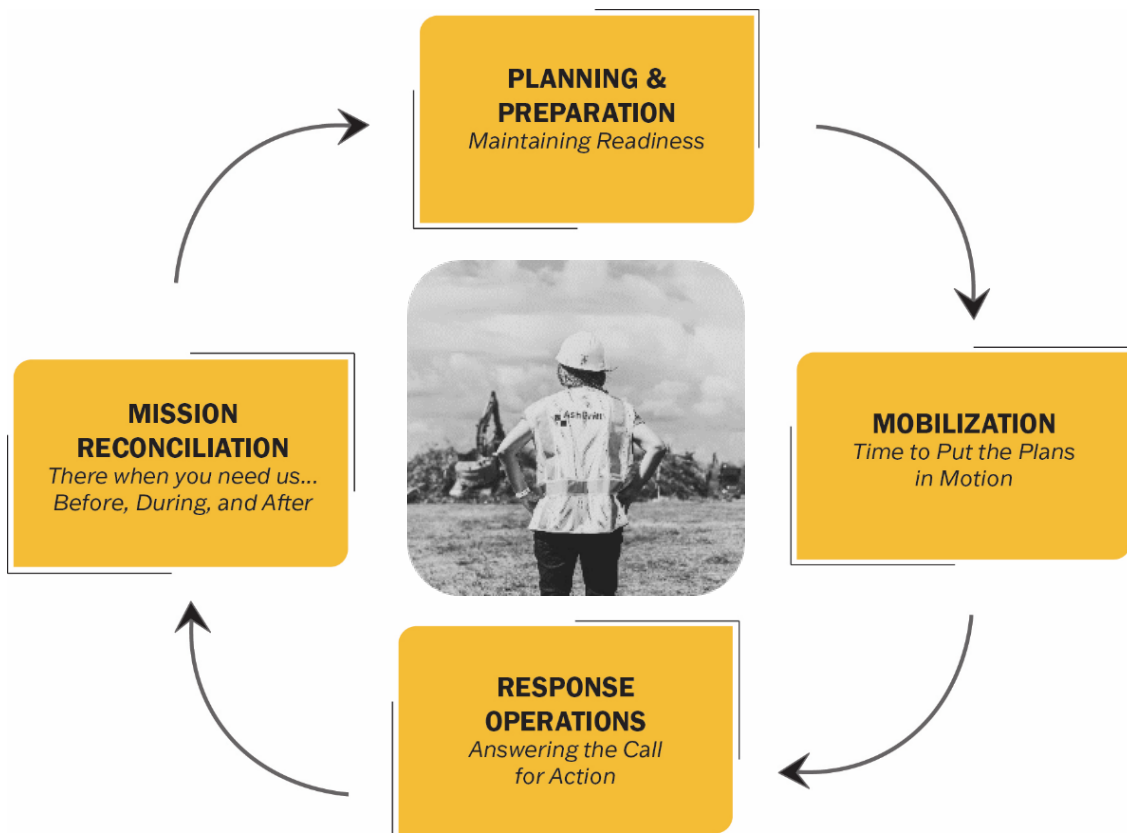 PLANNING &
PREPARATION
Maintaining Readiness
MOBILIZATION
Time to Put the Plans
in Motion
RESPONSE
OPERATIONS
Answering the Call
for Action
MISSION
RECONCILIATION
There when you need us...
Before, During, and After
AshBritt